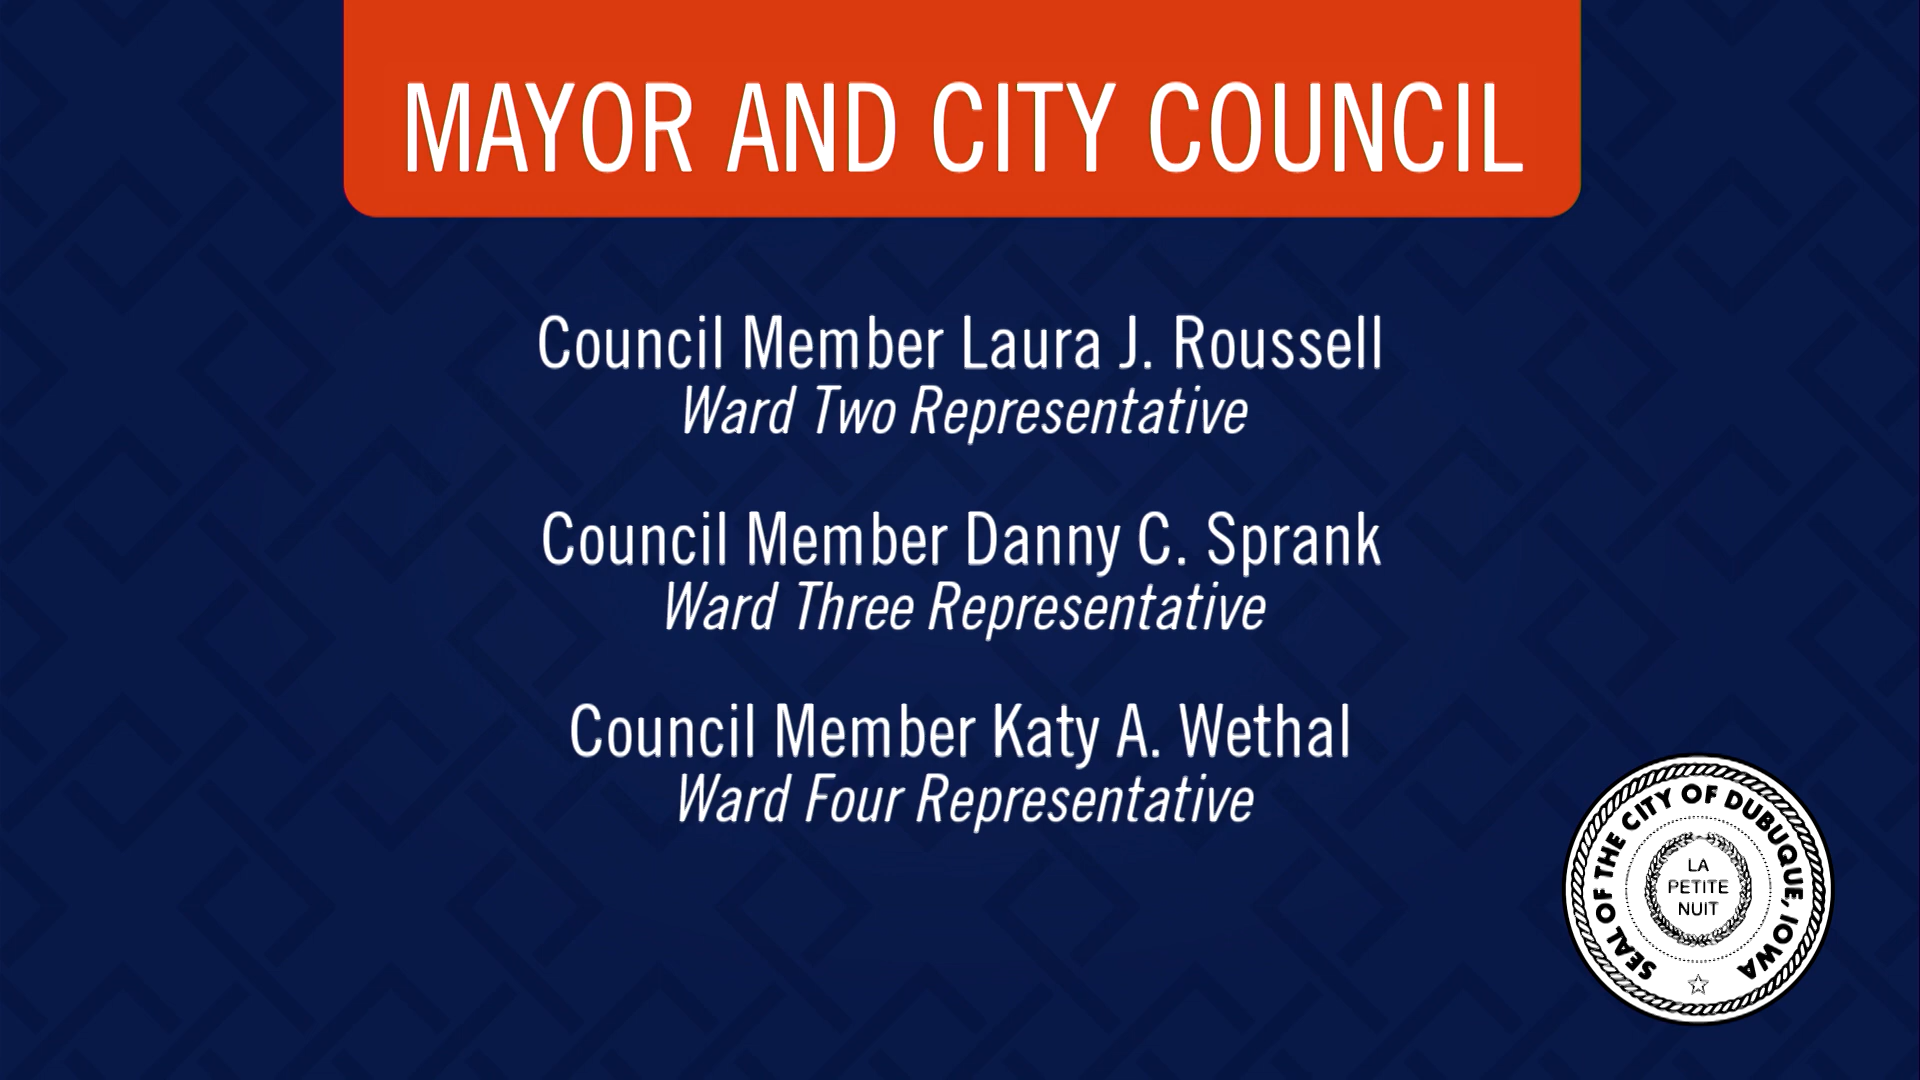 MAYOR AND CITY COUNCIL
Council Member Laura J. Roussell
Ward Two Representative
Council Member Danny C. Sprank
Ward Three Representative
Council Member Katy A. Wethal
Ward Four Representative
SEAL OF THE CITY OF DUBUQUE, IOWA
LA
PETITE
NUIT